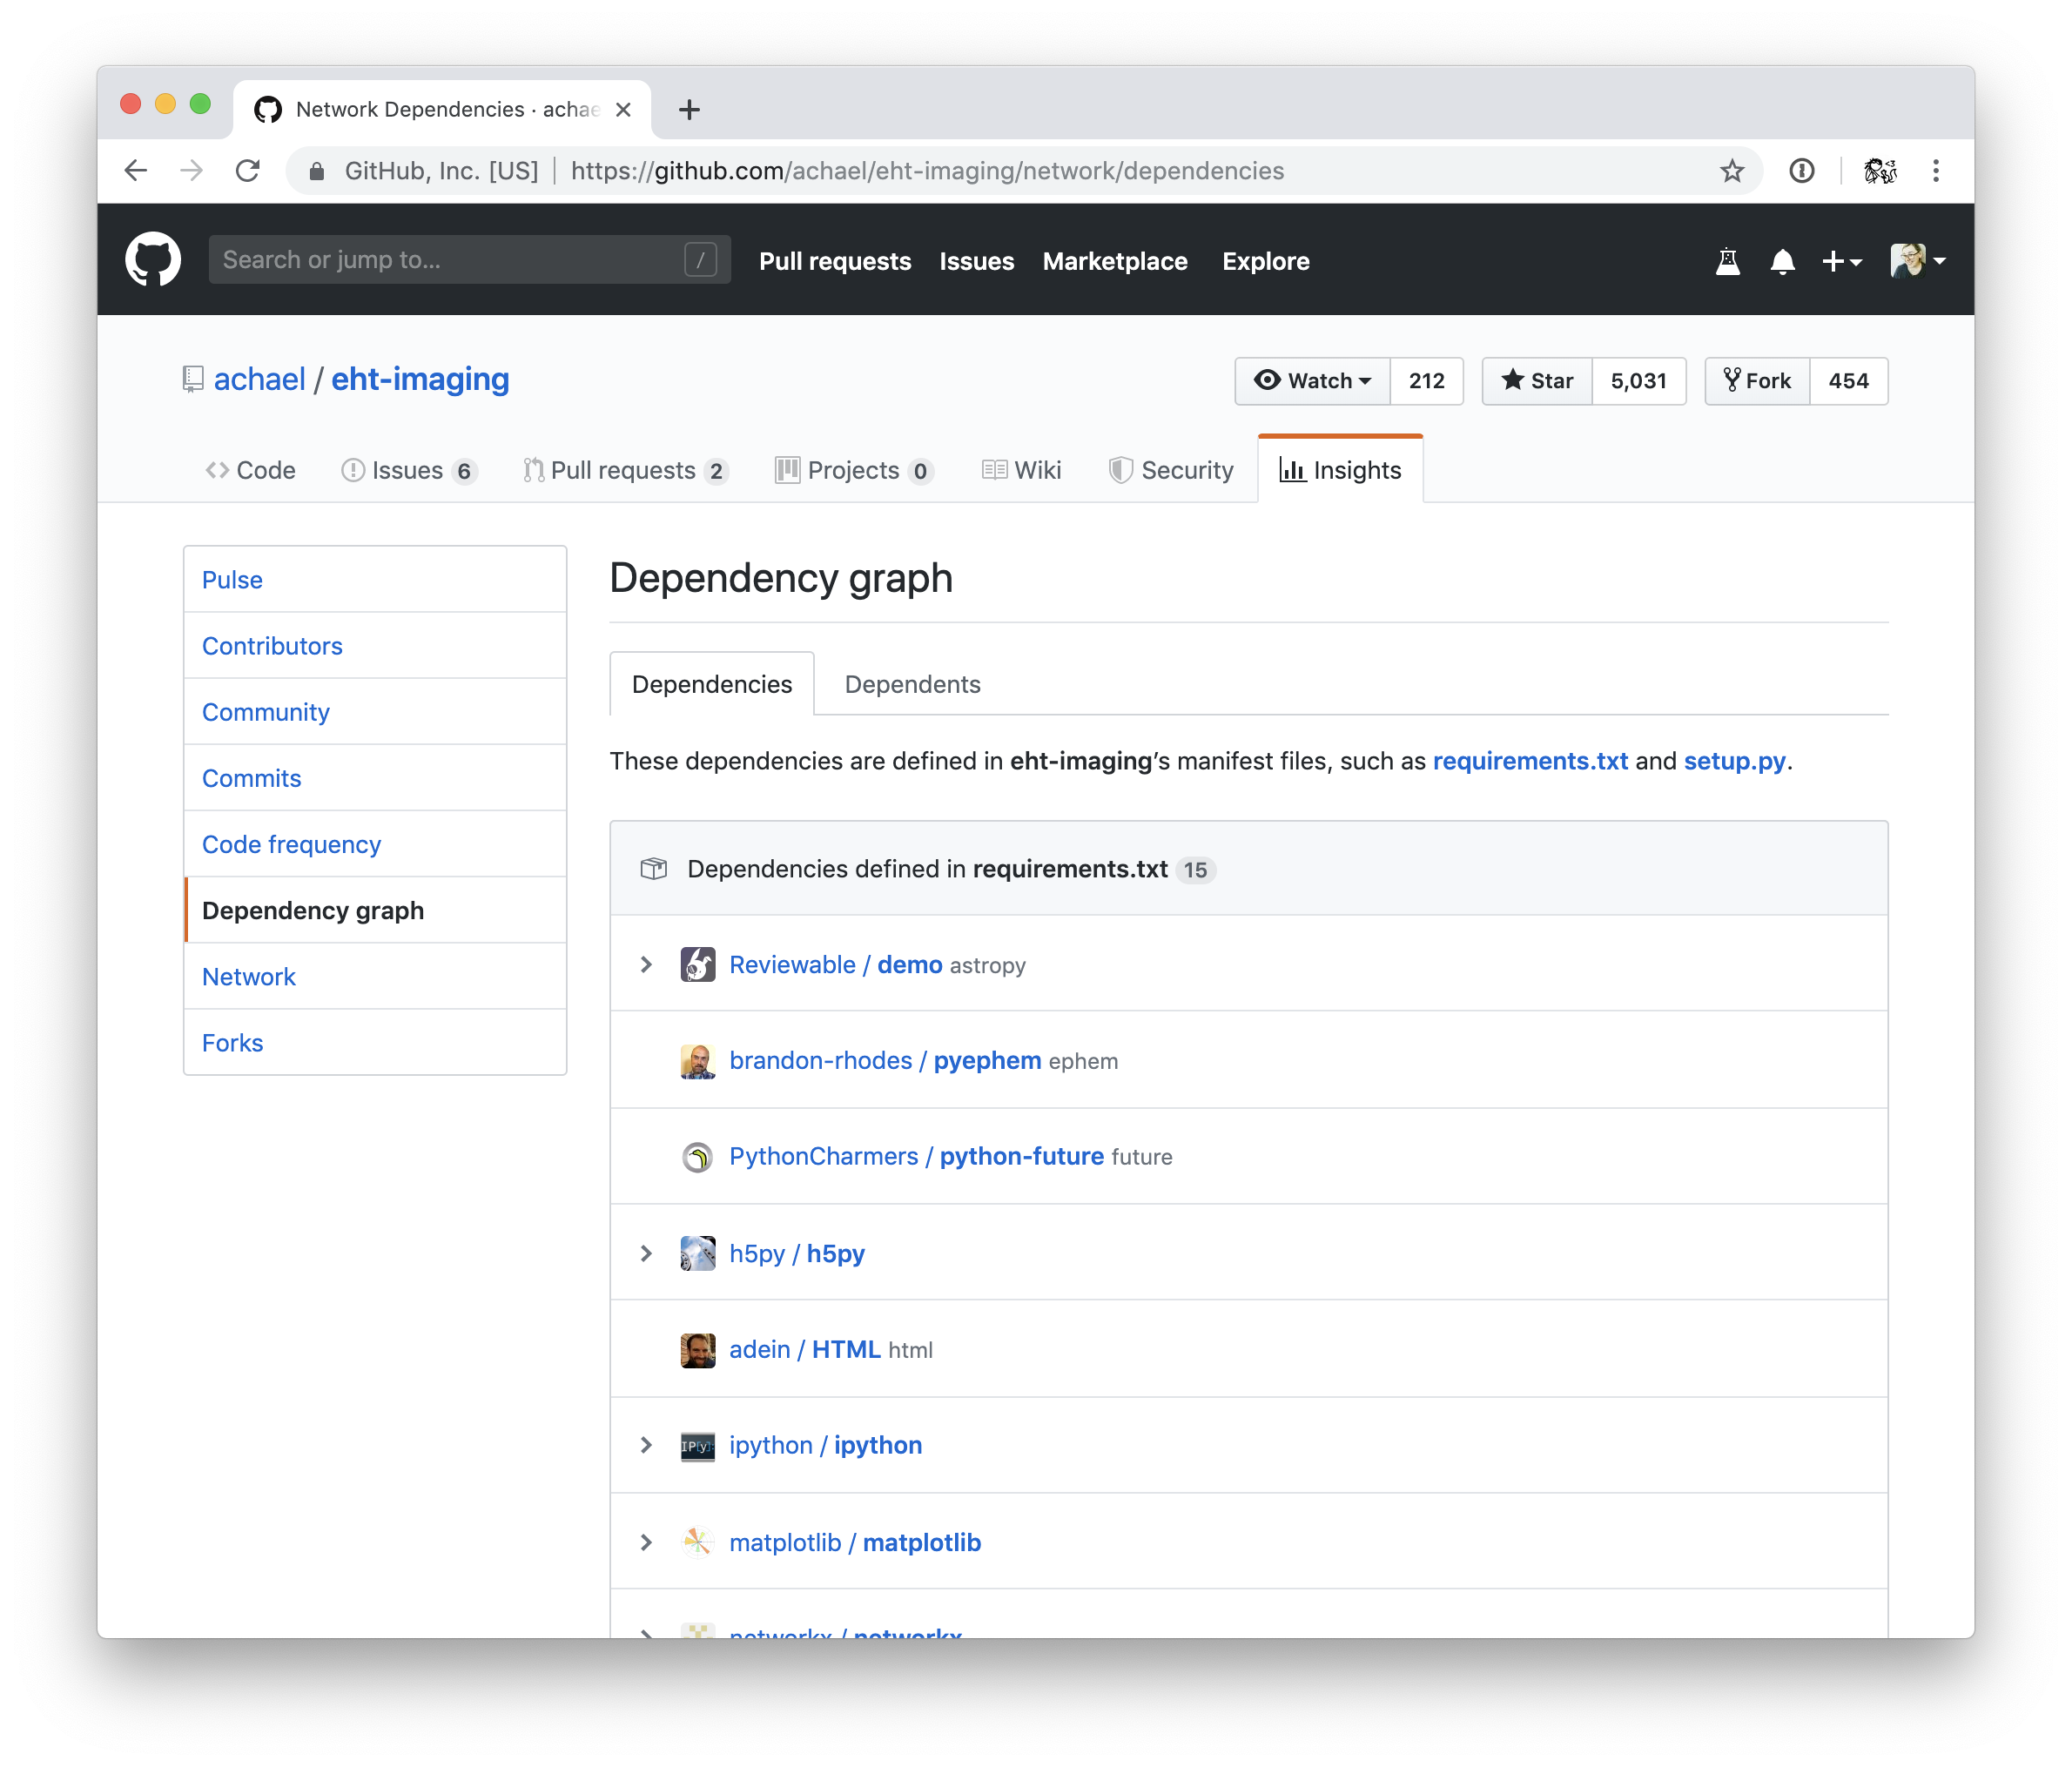 Network Dependencies · achae
GitHub, Inc. [US] | https://github.com/achael/eht-imaging/network/dependencies
Search or jump to... / Pull requests Issues Marketplace Explore
achael / eht-imaging Watch 212 Star 5,031 Fork 454
Code Issues 6 Pull requests 2 Projects 0 Wiki Security Insights
Pulse
Contributors
Community
Commits
Code frequency
Dependency graph
Network
Forks
Dependency graph
Dependencies Dependents
These dependencies are defined in eht-imaging’s manifest files, such as requirements.txt and setup.py.
Dependencies defined in requirements.txt 15
Reviewable / demo astropy
brandon-rhodes / pyephem ephem
PythonCharmers / python-future future
h5py / h5py
adein / HTML html
IP[y]: ipython / ipython
matplotlib / matplotlib
networkx / networkx